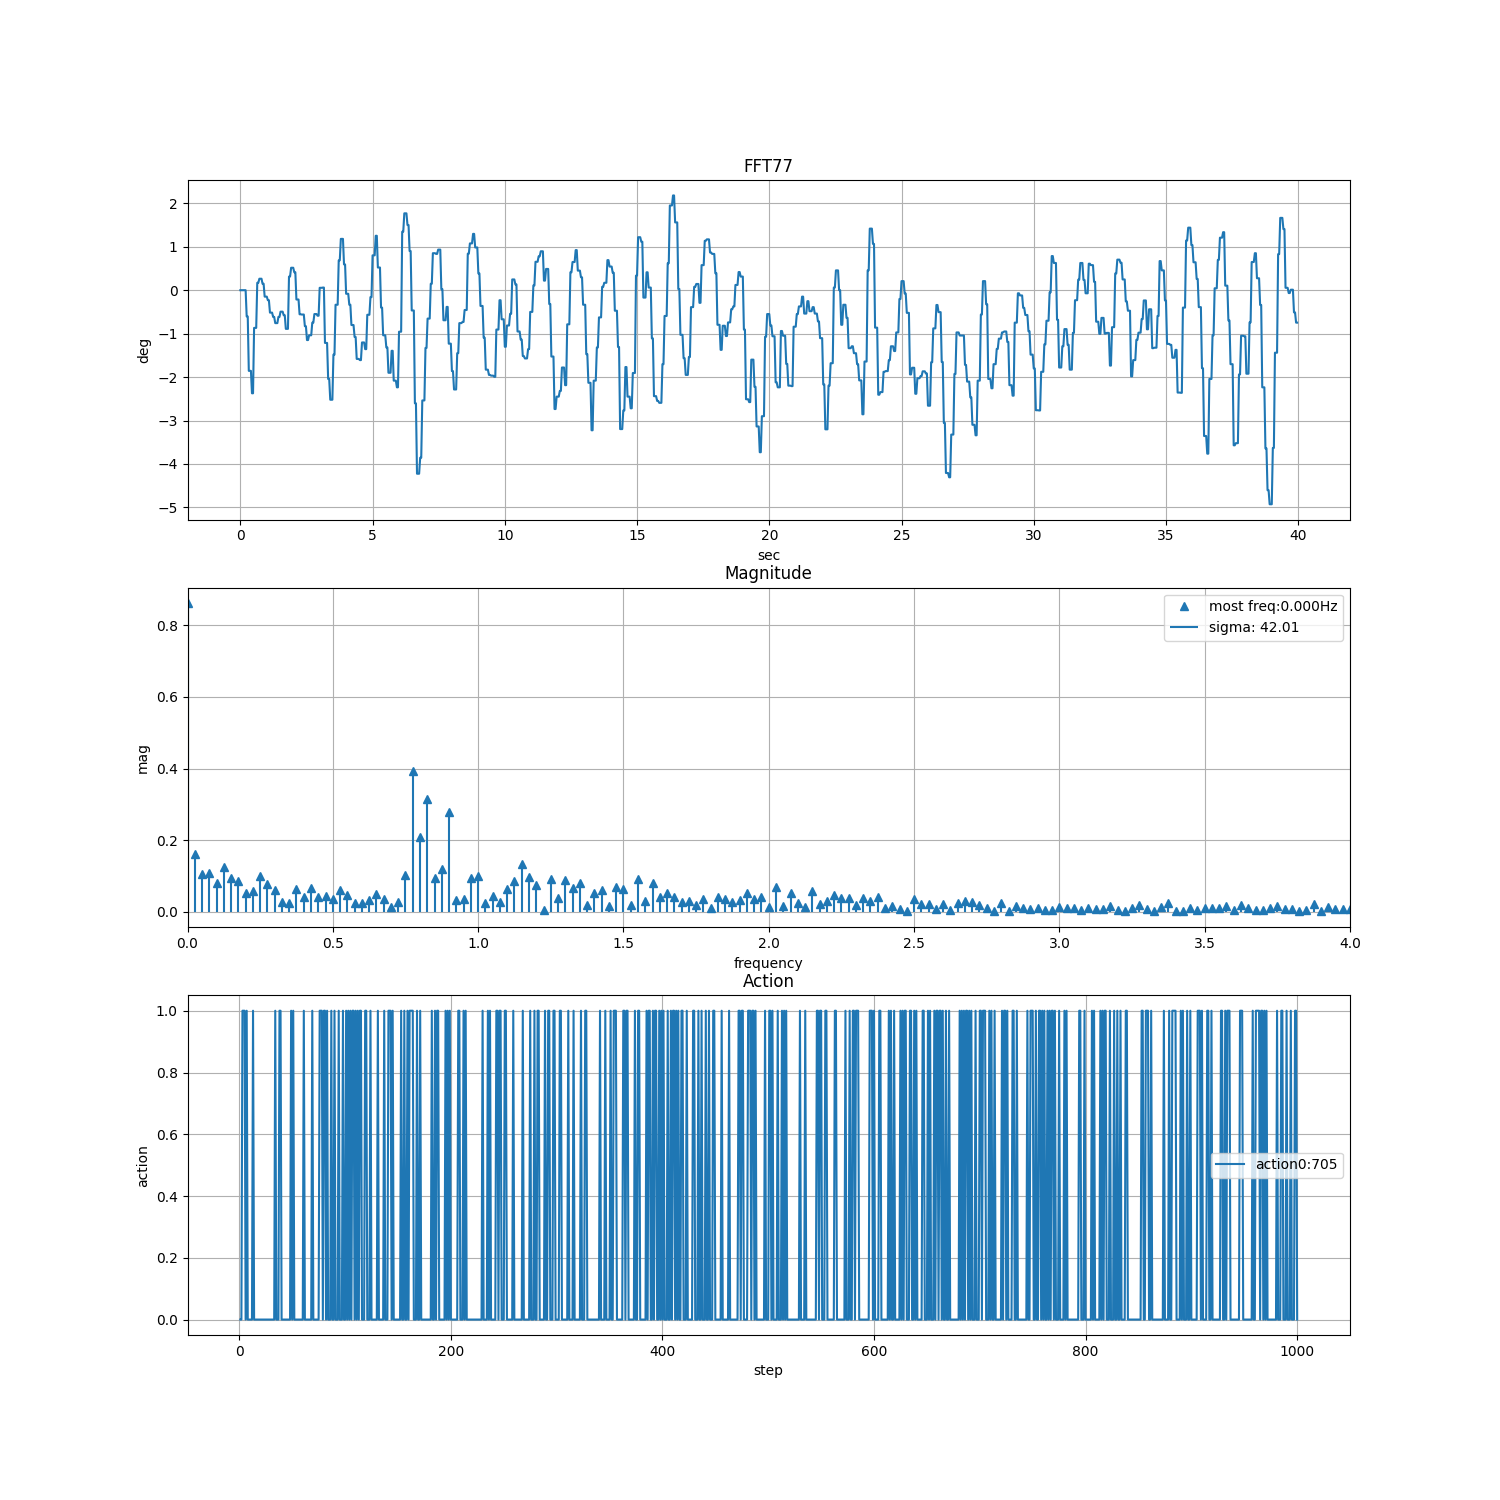 FFT77
2
1
0
−1
−2
−3
−4
−5
deg
0 5 10 15 20 25 30 35 40
sec
Magnitude
most freq:0.000Hz
sigma: 42.01
0.8
0.6
0.4
0.2
0.0
mag
0.0 0.5 1.0 1.5 2.0 2.5 3.0 3.5 4.0
frequency
Action
1.0
0.8
0.6
0.4
0.2
0.0
action
action0:705
0 200 400 600 800 1000
step